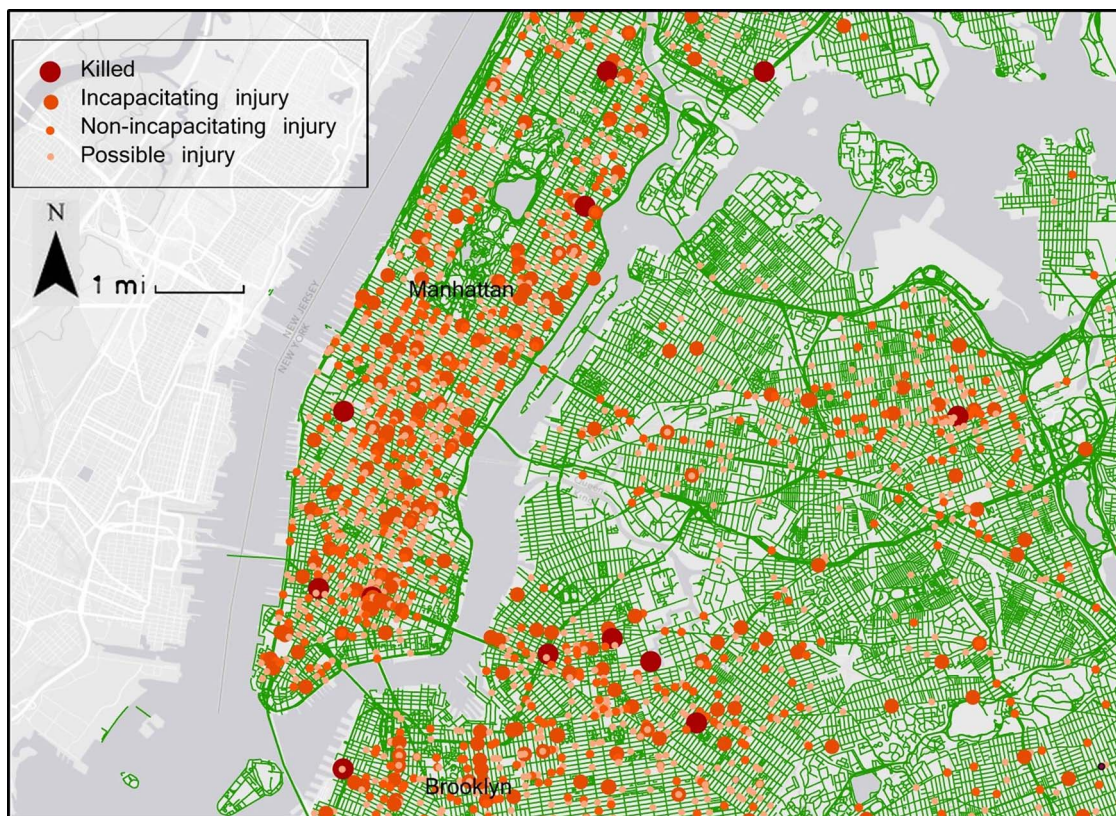 Killed
Incapacitating injury
Non-incapacitating injury
Possible injury
N
1 mi
NEW JERSEY
NEW YORK
Manhattan
Brooklyn